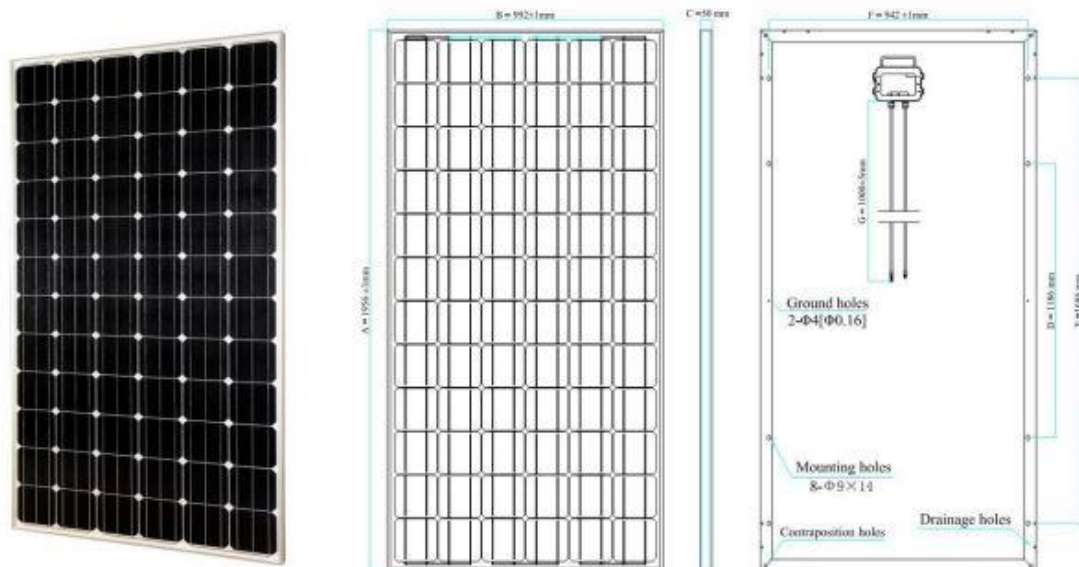 B = 992±1mm
C =50 mm
F = 942 ±1mm
A = 1956 ±1mm
G = 1000±5mm
D = 1186 mm
Ground holes
2-Φ4[Φ0.16]
Mounting holes
8-Φ9×14
Contraposition holes
Drainage holes